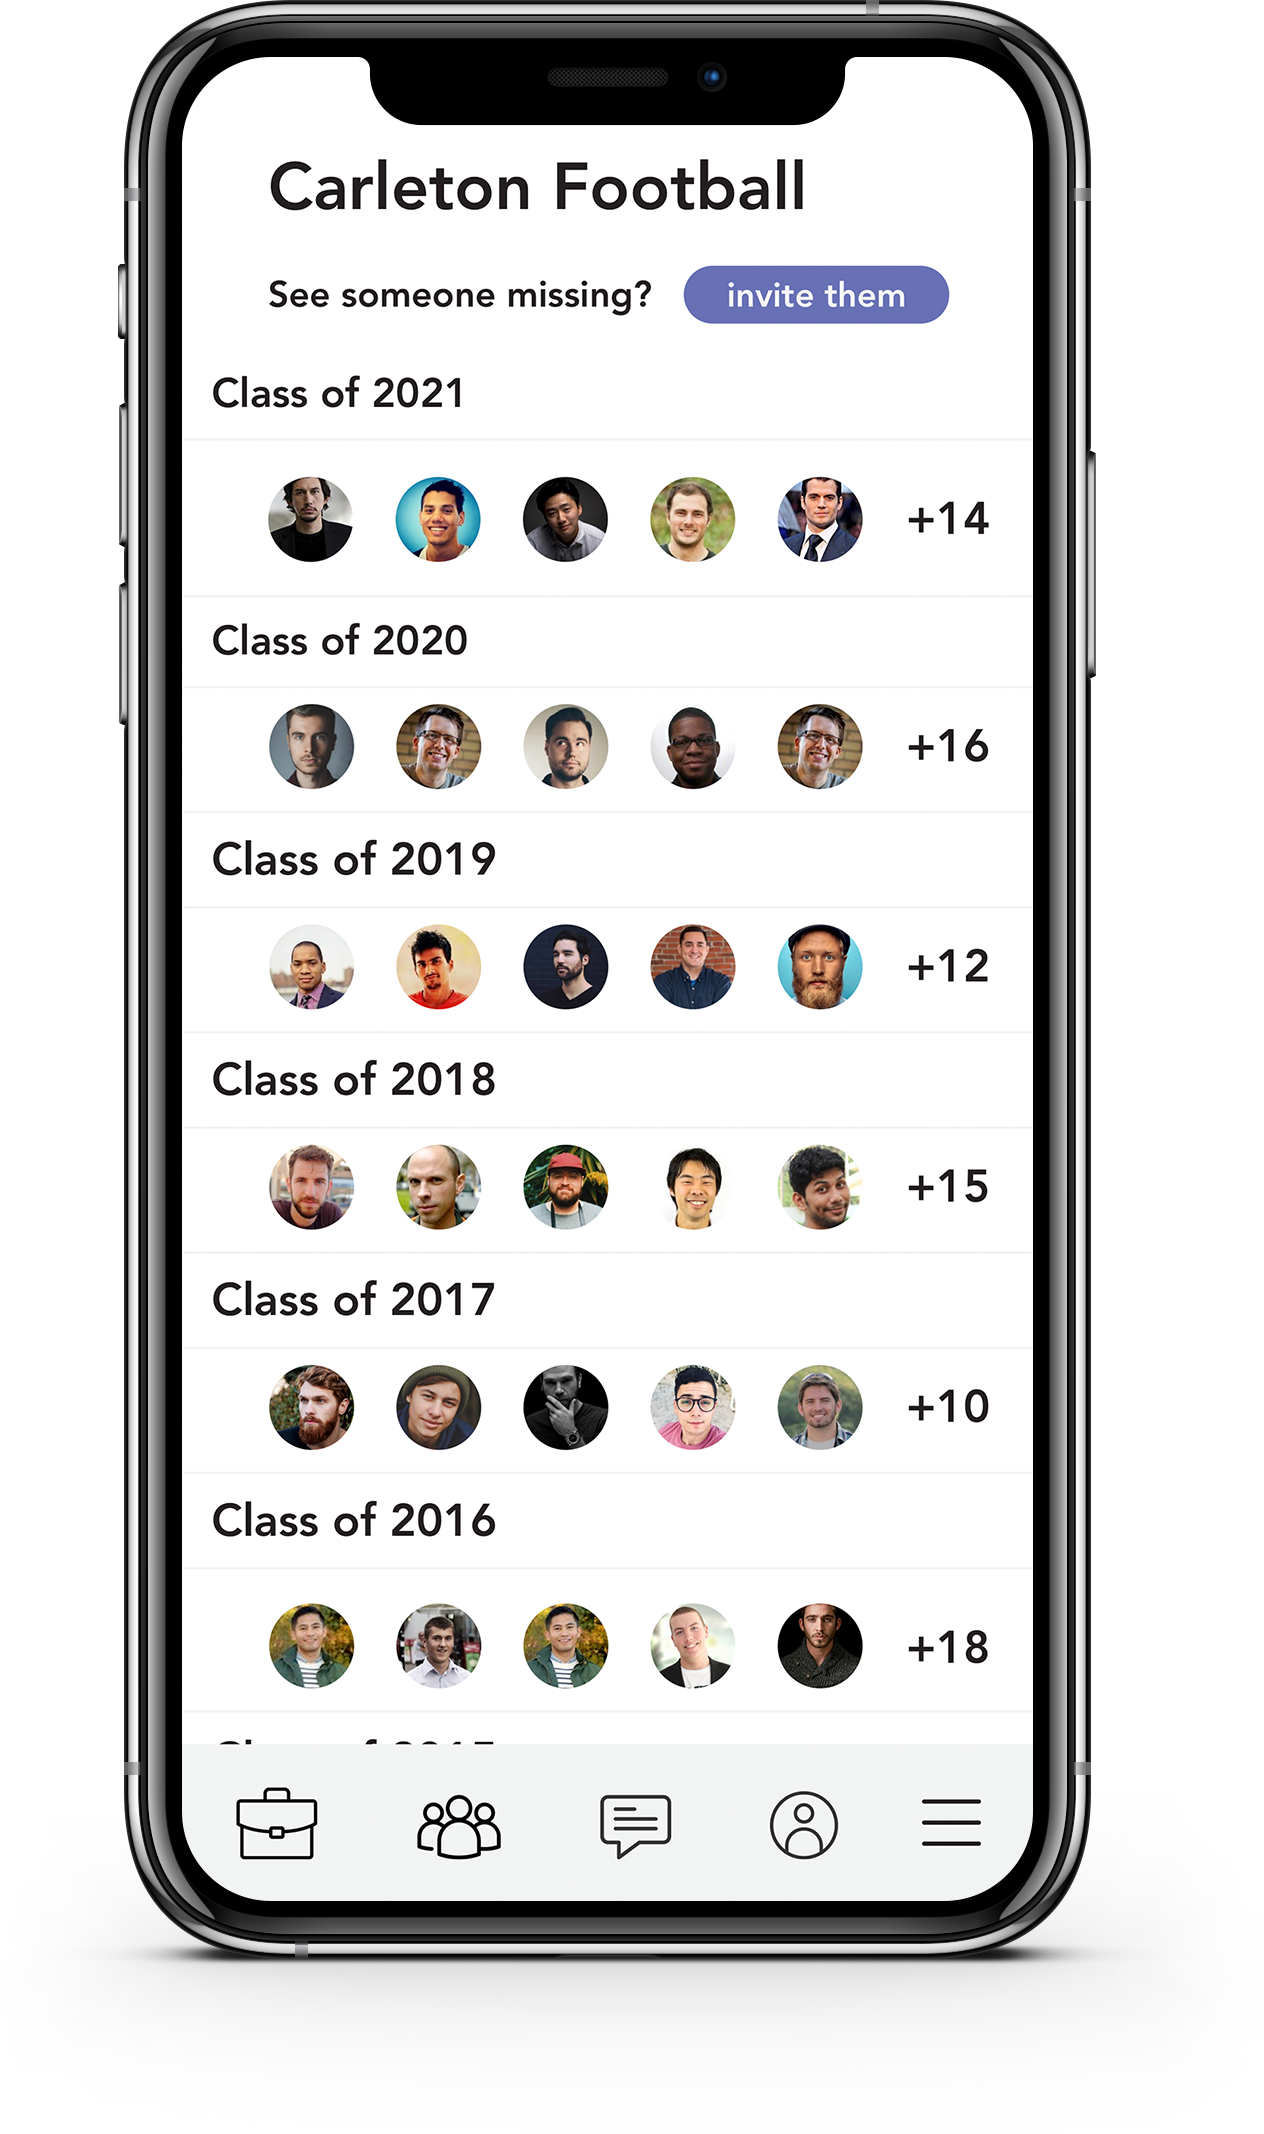 Carleton Football
See someone missing? invite them
Class of 2021
+14
Class of 2020
+16
Class of 2019
+12
Class of 2018
+15
Class of 2017
+10
Class of 2016
+18